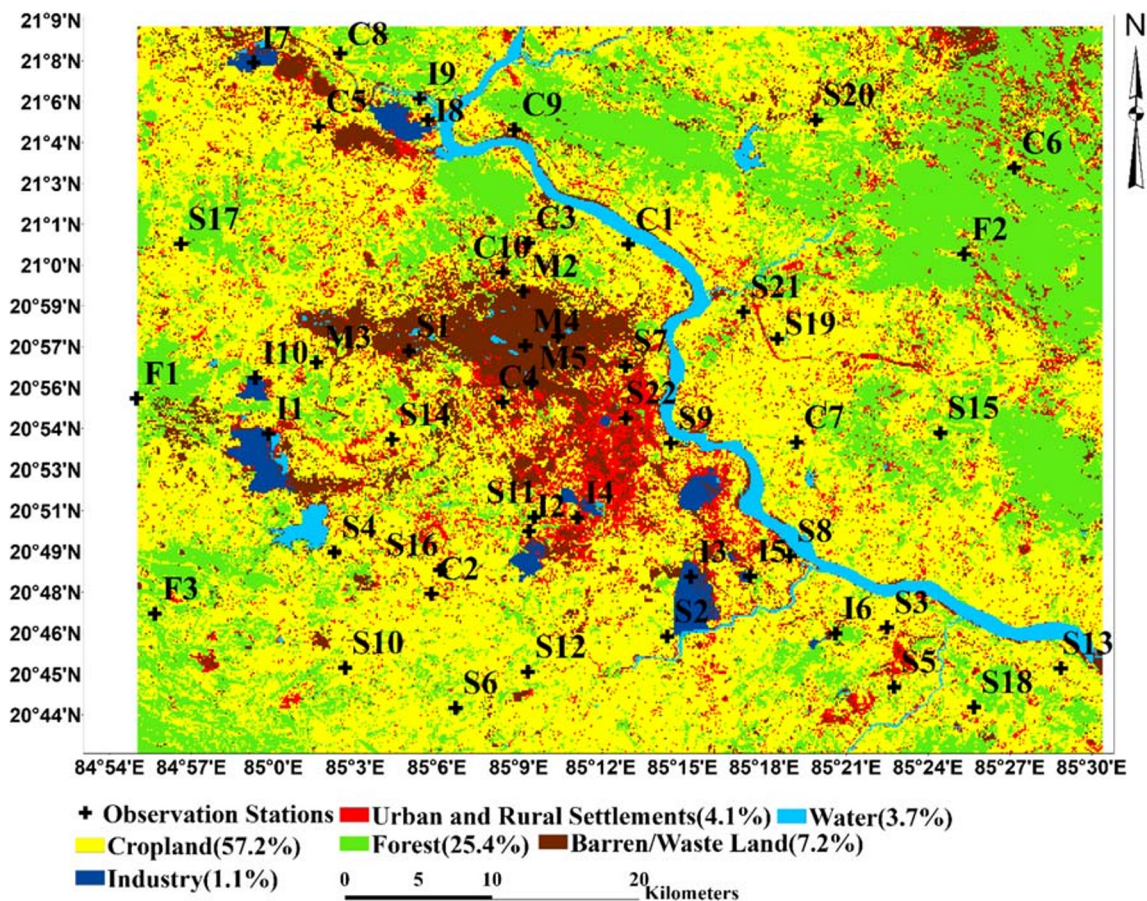 21°9'N
N
I7
C8
21°8'N
I9
21°6'N
C5
I8
C9
S20
C6
21°4'N
21°3'N
S17
C3
C1
21°1'N
F2
C10
21°0'N
M2
S21
20°59'N
M3
S1
M4
S7
S19
20°57'N
I10
M5
F1
C4
S22
20°56'N
I1
S14
S9
C7
S15
20°54'N
20°53'N
S11
I2
I4
20°51'N
S4
S16
S8
20°49'N
C2
I3
I5
F3
20°48'N
S2
I6
S3
20°46'N
S10
S12
S5
S13
20°45'N
S6
S18
20°44'N
84°54'E 84°57'E 85°0'E 85°3'E 85°6'E 85°9'E 85°12'E 85°15'E 85°18'E 85°21'E 85°24'E 85°27'E 85°30'E
Observation Stations Urban and Rural Settlements(4.1%) Water(3.7%)
Cropland(57.2%) Forest(25.4%) Barren/Waste Land(7.2%)
Industry(1.1%) 0 10 20
Kilometers